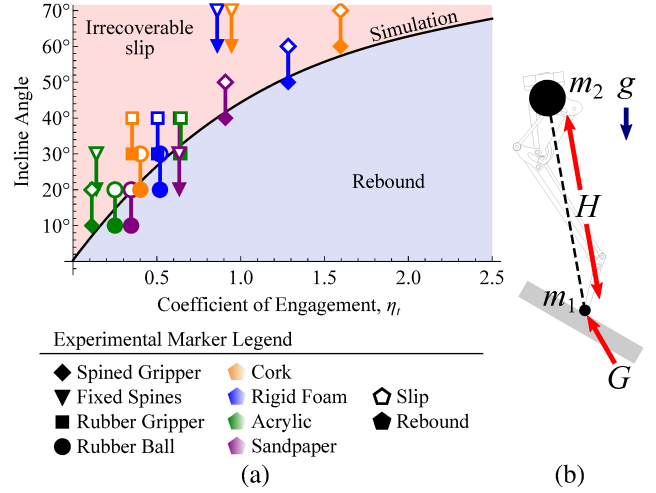 70°
60°
50°
40°
30°
20°
10°
Incline Angle
Irrecoverable
slip
Simulation
Rebound
0.5
1.0
1.5
2.0
2.5
Coefficient of Engagement, ηt
Experimental Marker Legend
Spined Gripper
Fixed Spines
Rubber Gripper
Rubber Ball
Cork
Rigid Foam
Acrylic
Sandpaper
Slip
Rebound
(a)
m2
g
H
m1
G
(b)